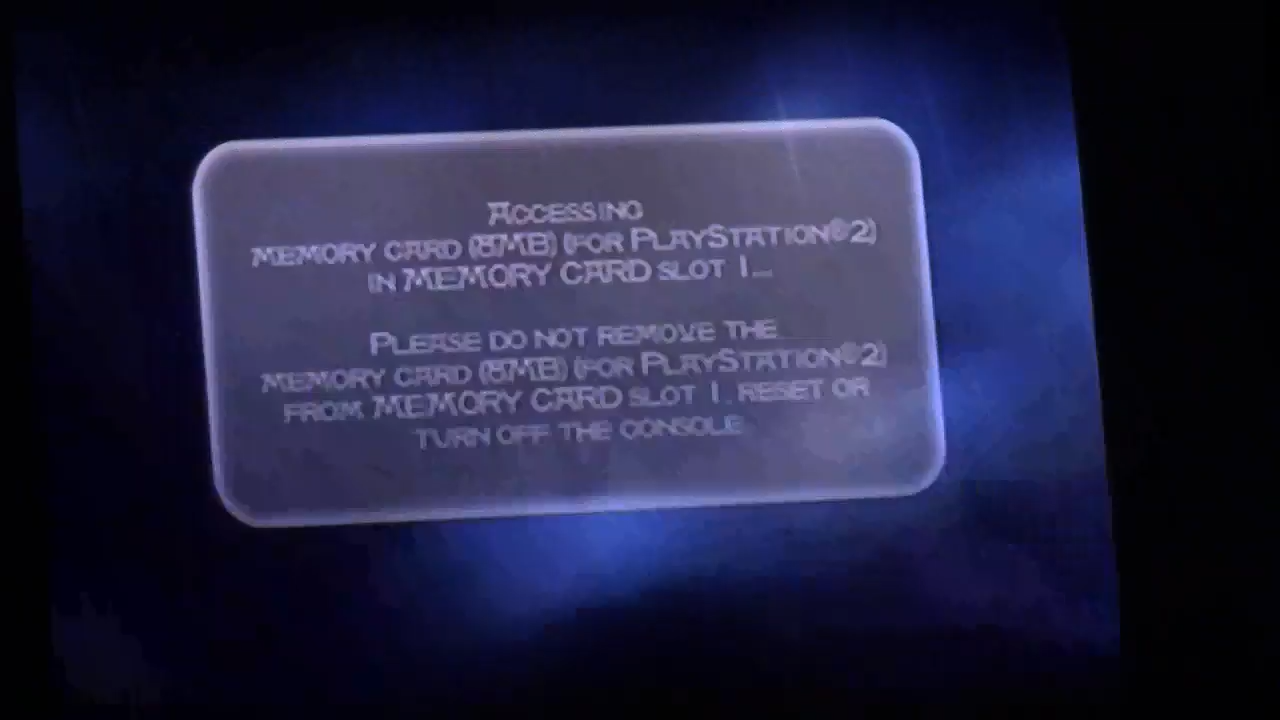 ACCESSING
MEMORY CARD (8MB) (FOR PLAYSTATION®2)
IN MEMORY CARD SLOT 1...
PLEASE DO NOT REMOVE THE
MEMORY CARD (8MB) (FOR PLAYSTATION®2)
FROM MEMORY CARD SLOT 1, RESET OR
TURN OFF THE CONSOLE.